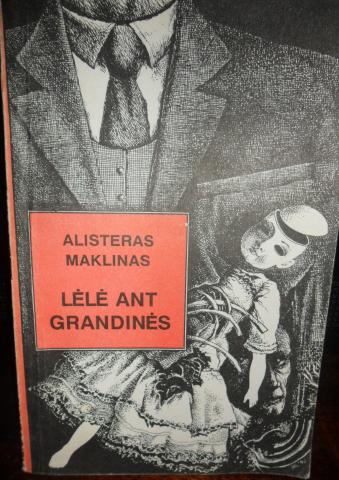 ALISTERAS
MAKLINAS
LĖLĖ ANT
GRANDINĖS